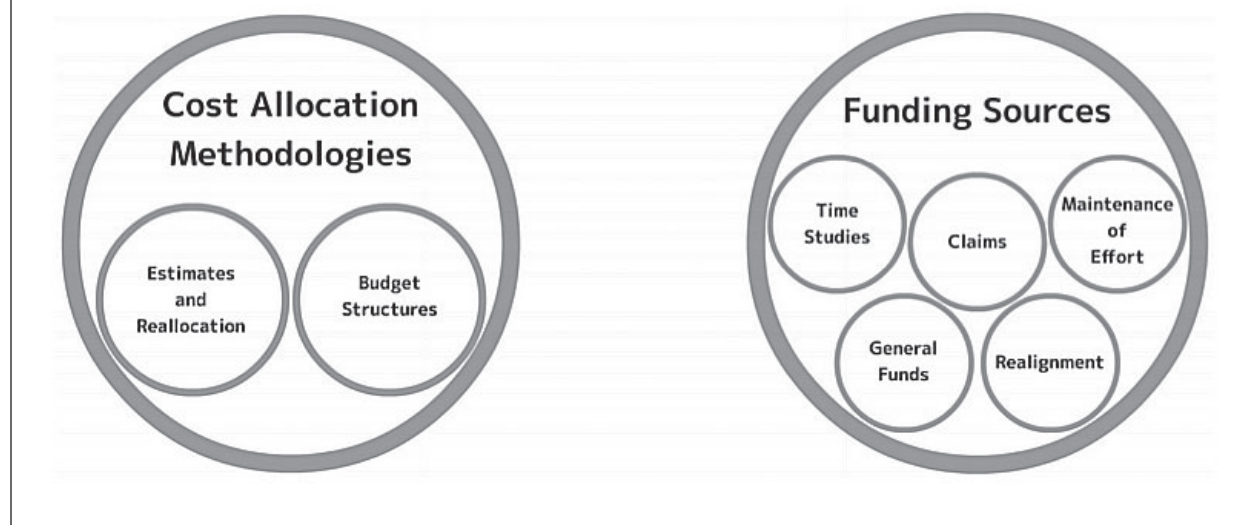 Cost Allocation
Methodologies
Estimates
and
Reallocation
Budget
Structures
Funding Sources
Time
Studies
Claims
Maintenance
of
Effort
General
Funds
Realignment